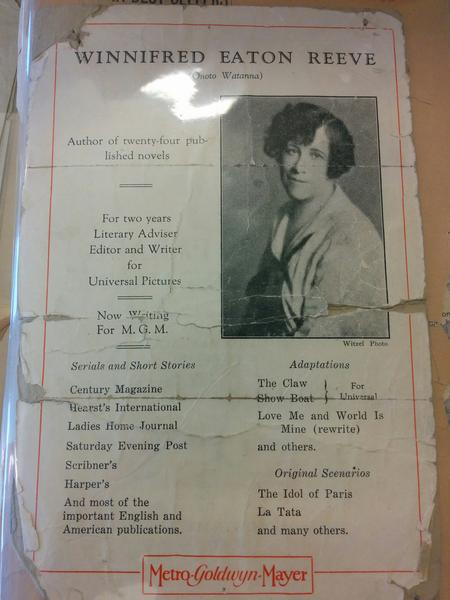 WINNIFRED EATON REEVE
(Onoto Watanna)
Author of twenty-four pub-
lished novels
For two years
Literary Adviser
Editor and Writer
for
Universal Pictures
Now Writing
For M. G. M.
Witzel Photo
Serials and Short Stories
Century Magazine
Hearst's International
Ladies Home Journal
Saturday Evening Post
Scribner's
Harper's
And most of the
important English and
American publications.
Adaptations
The Claw
Show Boat
For
Universal
Love Me and World Is
Mine (rewrite)
and others.
Original Scenarios
The Idol of Paris
La Tata
and many others.
Metro-Goldwyn-Mayer